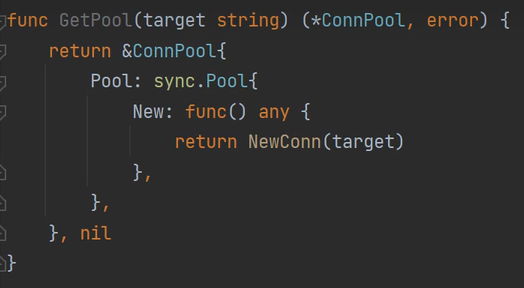 func GetPool(target string) (*ConnPool, error) {
    return &ConnPool{
        Pool: sync.Pool{
            New: func() any {
                return NewConn(target)
            },
        },
    }, nil
}